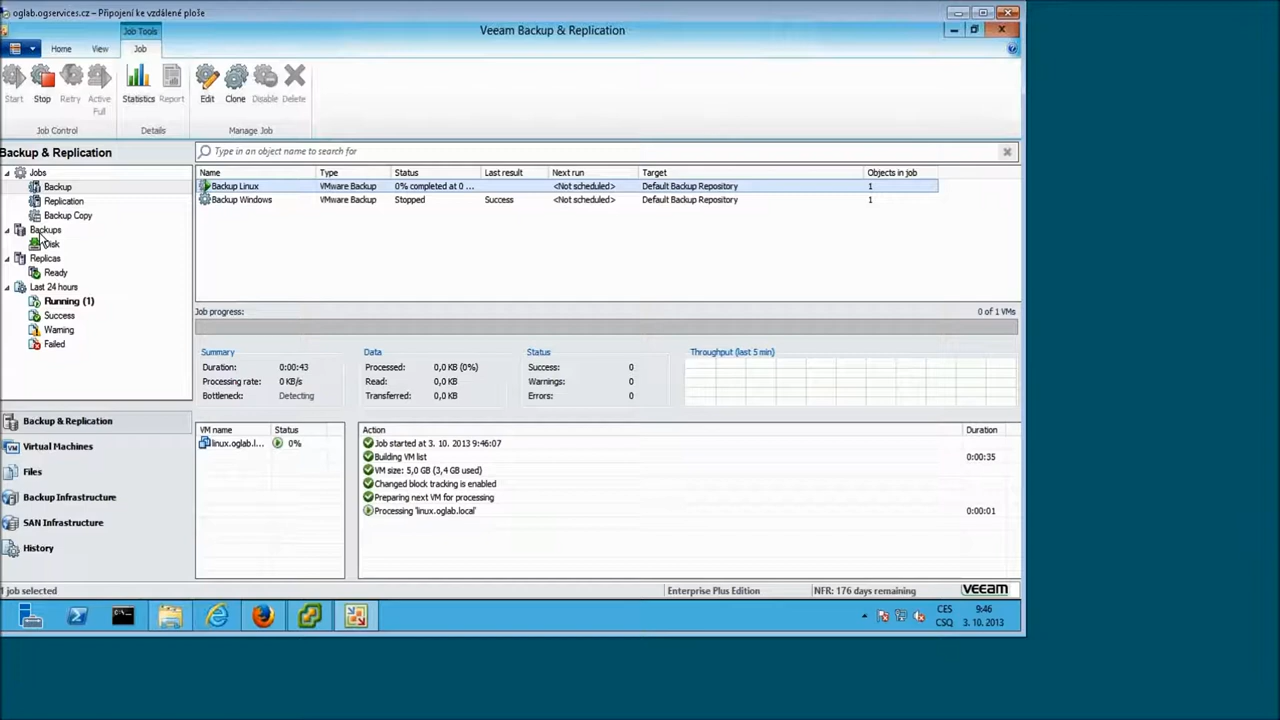 oglab.ogservices.cz – Připojení ke vzdálené ploše
Job Tools
Veeam Backup & Replication
Home View Job
Start Stop Retry Active Full Statistics Report Edit Clone Disable Delete
Job Control Details Manage Job
Backup & Replication
Type in an object name to search for
Jobs
Backup
Replication
Backup Copy
Backups
Disk
Replicas
Ready
Last 24 hours
Running (1)
Success
Warning
Failed
Name Type Status Last result Next run Target Objects in job
Backup Linux VMware Backup 0% completed at 0 ... <Not scheduled> Default Backup Repository 1
Backup Windows VMware Backup Stopped Success <Not scheduled> Default Backup Repository 1
Job progress: 0 of 1 VMs
Summary Data Status Throughput (last 5 min)
Duration: 0:00:43 Processed: 0,0 KB (0%) Success: 0
Processing rate: 0 KB/s Read: 0,0 KB Warnings: 0
Bottleneck: Detecting Transferred: 0,0 KB Errors: 0
VM name Status Action Duration
linux.oglab.l... 0% Job started at 3. 10. 2013 9:46:07
Building VM list 0:00:35
VM size: 5,0 GB (3,4 GB used)
Changed block tracking is enabled
Preparing next VM for processing
Processing 'linux.oglab.local' 0:00:01
Backup & Replication
Virtual Machines
Files
Backup Infrastructure
SAN Infrastructure
History
1 job selected Enterprise Plus Edition NFR: 176 days remaining veeam
CES 9:46
CSQ 3. 10. 2013